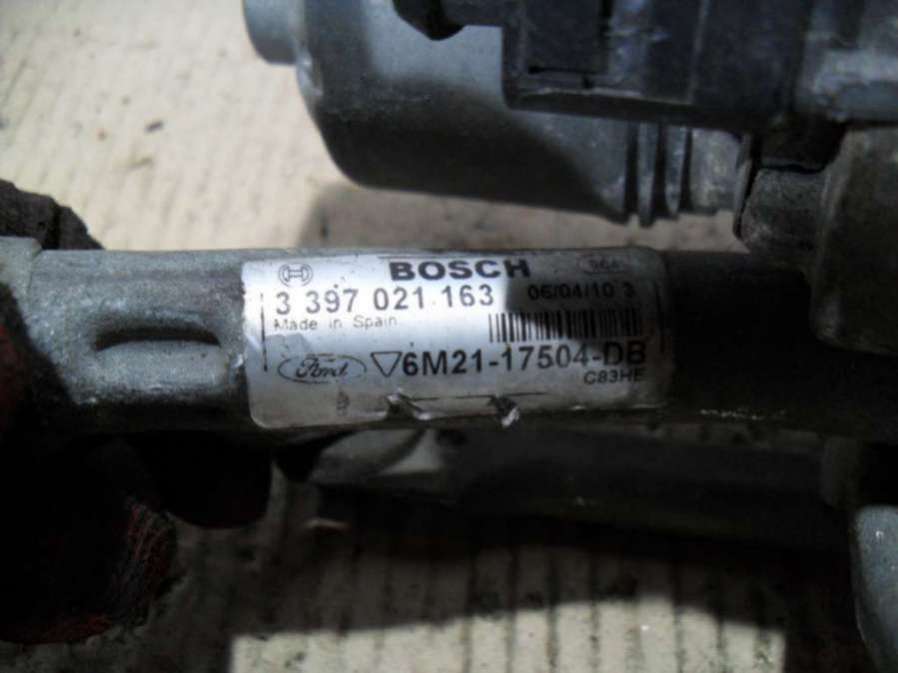 BOSCH
3 397 021 163 06/04/10 3
Made in Spain
Ford ▽6M21-17504-DB
C83HE